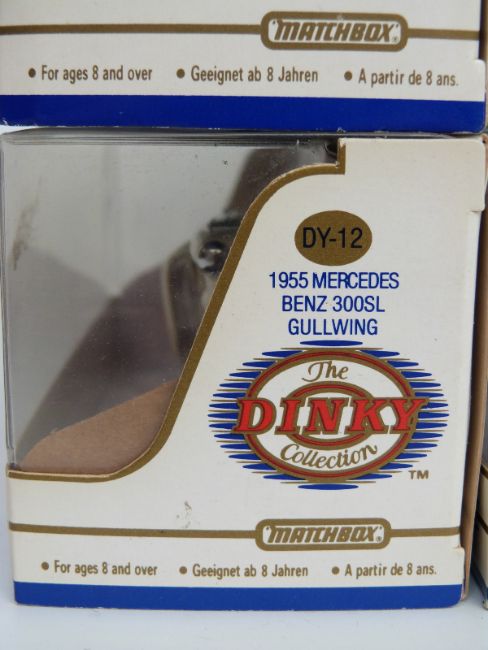 MATCHBOX®
• For ages 8 and over • Geeignet ab 8 Jahren • A partir de 8 ans.
DY-12
1955 MERCEDES
BENZ 300SL
GULLWING
The
DINKY
Collection
TM
MATCHBOX®
• For ages 8 and over • Geeignet ab 8 Jahren • A partir de 8 ans.